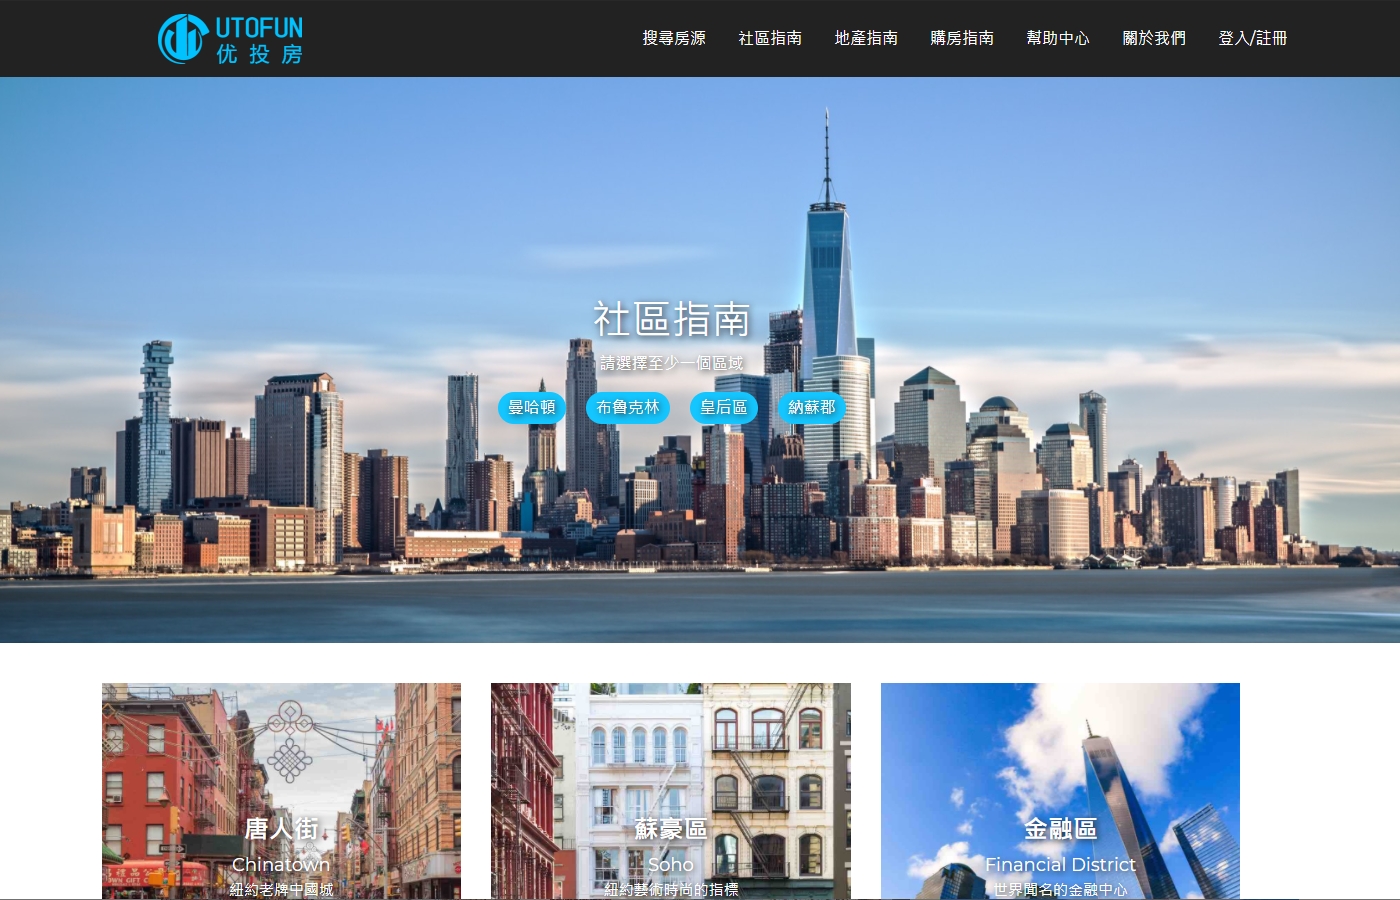 UTOFUN
优投房
搜尋房源 社區指南 地產指南 購房指南 幫助中心 關於我們 登入/註冊
社區指南
請選擇至少一個區域
曼哈頓 布魯克林 皇后區 納蘇郡
唐人街
Chinatown
紐約老牌中國城
蘇豪區
Soho
紐約藝術時尚的指標
金融區
Financial District
世界聞名的金融中心